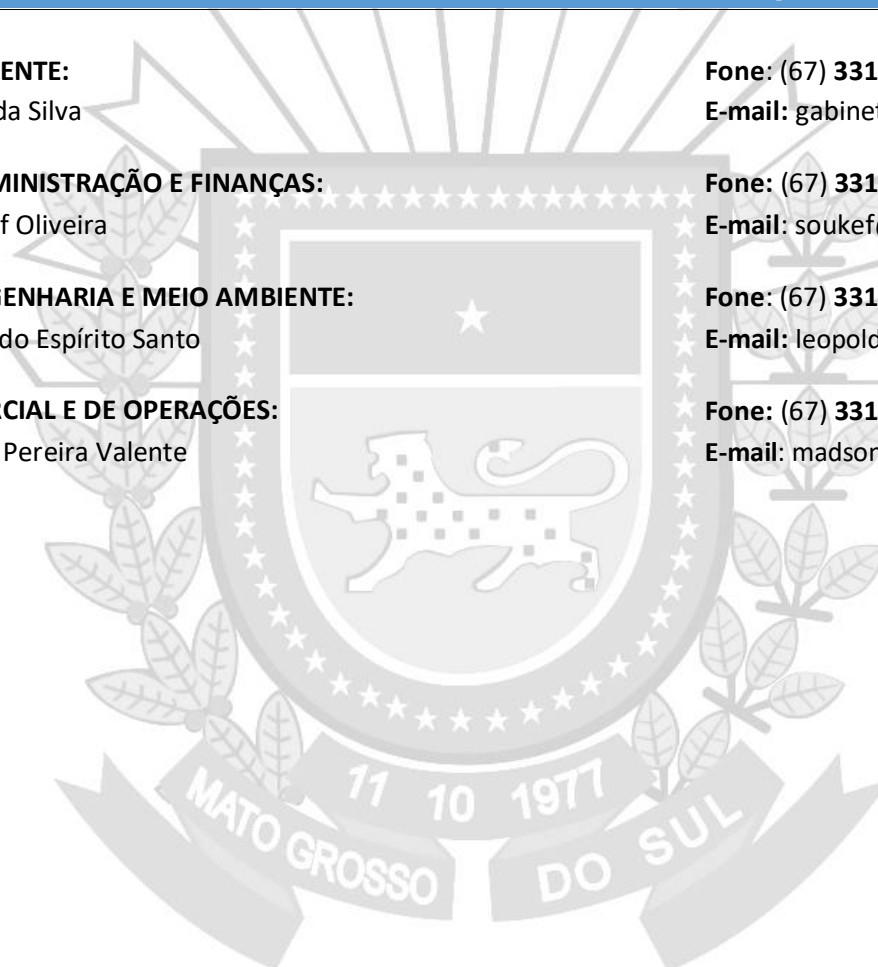 ENTE:
Fone: (67) 331
da Silva
E-mail: gabinet
MINISTRAÇÃO E FINANÇAS:
Fone: (67) 331
f Oliveira
E-mail: soukef
GENHARIA E MEIO AMBIENTE:
Fone: (67) 331
do Espírito Santo
E-mail: leopold
RCIAL E DE OPERAÇÕES:
Fone: (67) 331
Pereira Valente
E-mail: madson
11 10 1977
MATO GROSSO DO SUL